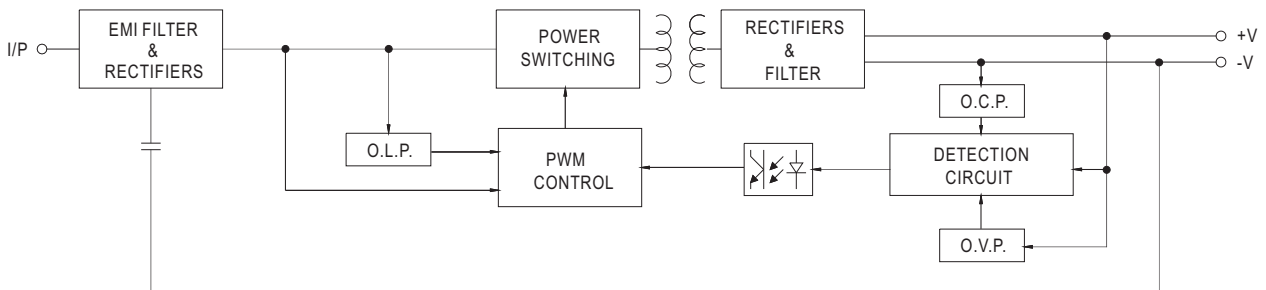 I/P
EMI FILTER
&
RECTIFIERS
POWER
SWITCHING
RECTIFIERS
&
FILTER
+V
-V
O.C.P.
O.L.P.
PWM
CONTROL
DETECTION
CIRCUIT
O.V.P.